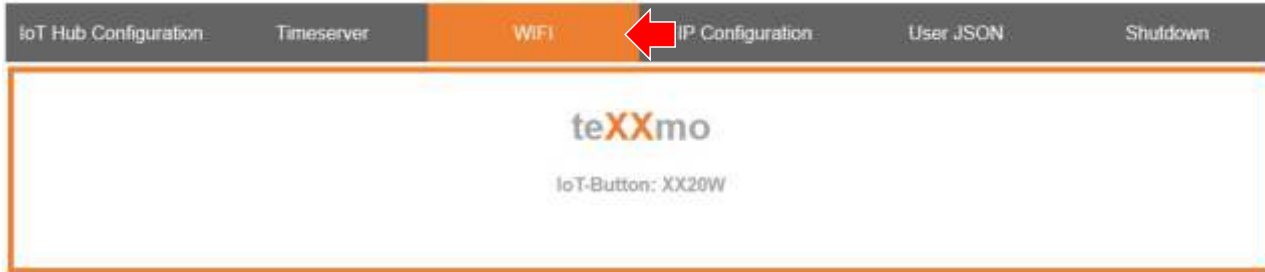 IoT Hub Configuration Timeserver WIFI IP Configuration User JSON Shutdown
teXXmo
IoT-Button: XX20W